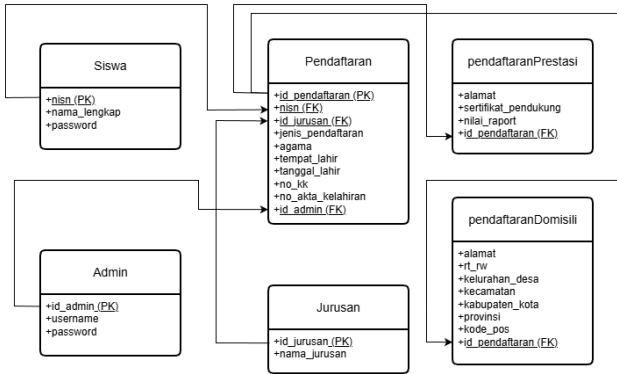 Siswa
+nisn (PK)
+nama_lengkap
+password
Pendaftaran
+id_pendaftaran (PK)
+nisn (FK)
+id_jurusan (FK)
+jenis_pendaftaran
+agama
+tempat_lahir
+tanggal_lahir
+no_kk
+no_akta_kelahiran
+id_admin (FK)
pendaftaranPrestasi
+alamat
+sertifikat_pendukung
+nilai_raport
+id_pendaftaran (FK)
Admin
+id_admin (PK)
+username
+password
Jurusan
+id_jurusan (PK)
+nama_jurusan
pendaftaranDomisili
+alamat
+rt_rw
+kelurahan_desa
+kecamatan
+kabupaten_kota
+provinsi
+kode_pos
+id_pendaftaran (FK)